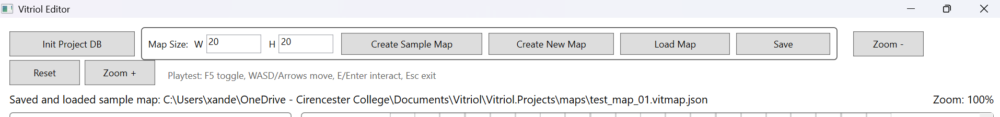 Vitriol Editor
Init Project DB Map Size: W 20 H 20 Create Sample Map Create New Map Load Map Save Zoom -
Reset Zoom + Playtest: F5 toggle, WASD/Arrows move, E/Enter interact, Esc exit
Saved and loaded sample map: C:\Users\xande\OneDrive - Cirencester College\Documents\Vitriol\Vitriol.Projects\maps\test_map_01.vitmap.json Zoom: 100%